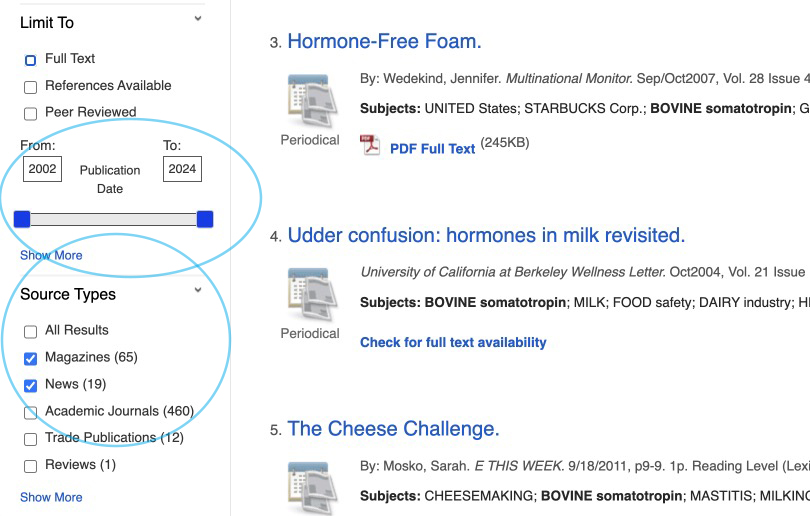 Limit To
Full Text
References Available
Peer Reviewed
From:
To:
2002
Publication
Date
2024
Show More
Source Types
All Results
Magazines (65)
News (19)
Academic Journals (460)
Trade Publications (12)
Reviews (1)
Show More
3. Hormone-Free Foam.
By: Wedekind, Jennifer. Multinational Monitor. Sep/Oct2007, Vol. 28 Issue 4
Subjects: UNITED States; STARBUCKS Corp.; BOVINE somatotropin; G
Periodical
PDF Full Text (245KB)
4. Udder confusion: hormones in milk revisited.
University of California at Berkeley Wellness Letter. Oct2004, Vol. 21 Issue
Subjects: BOVINE somatotropin; MILK; FOOD safety; DAIRY industry; H
Periodical
Check for full text availability
5. The Cheese Challenge.
By: Mosko, Sarah. E THIS WEEK. 9/18/2011, p9-9. 1p. Reading Level (Lexi
Subjects: CHEESEMAKING; BOVINE somatotropin; MASTITIS; MILKING